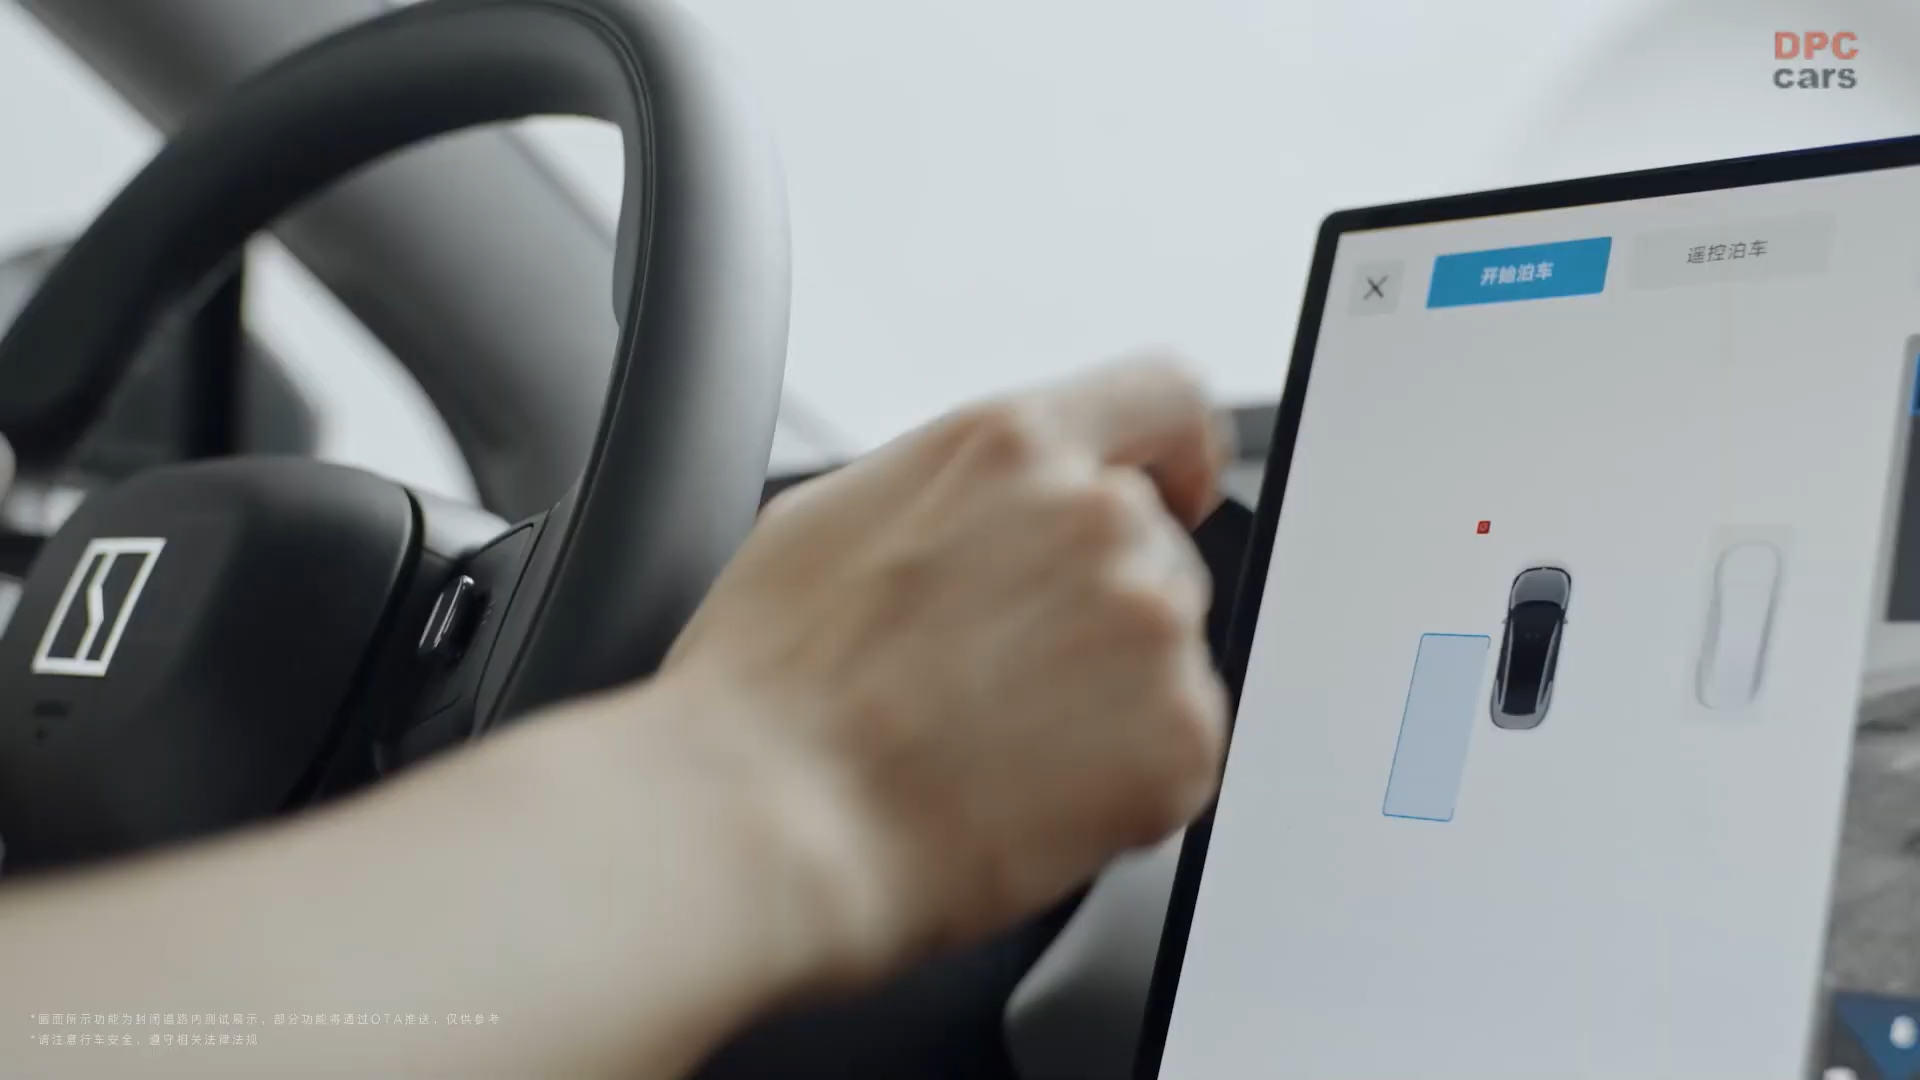 DPC
cars
开始泊车
遥控泊车
*画面所示功能为封闭道路内测试展示，部分功能将通过OTA推送，仅供参考
*请注意行车安全，遵守相关法律法规